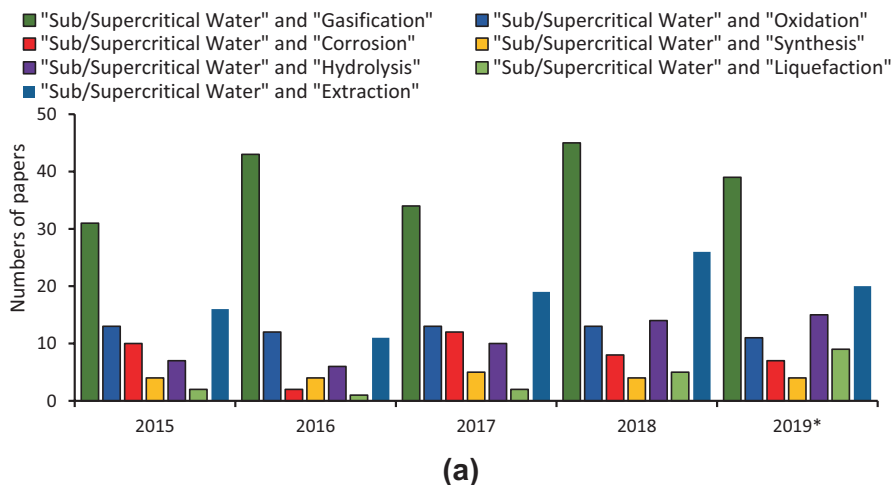 "Sub/Supercritical Water" and "Gasification"
"Sub/Supercritical Water" and "Oxidation"
"Sub/Supercritical Water" and "Corrosion"
"Sub/Supercritical Water" and "Synthesis"
"Sub/Supercritical Water" and "Hydrolysis"
"Sub/Supercritical Water" and "Liquefaction"
"Sub/Supercritical Water" and "Extraction"
50
40
30
20
10
0
Numbers of papers
2015 2016 2017 2018 2019*
(a)